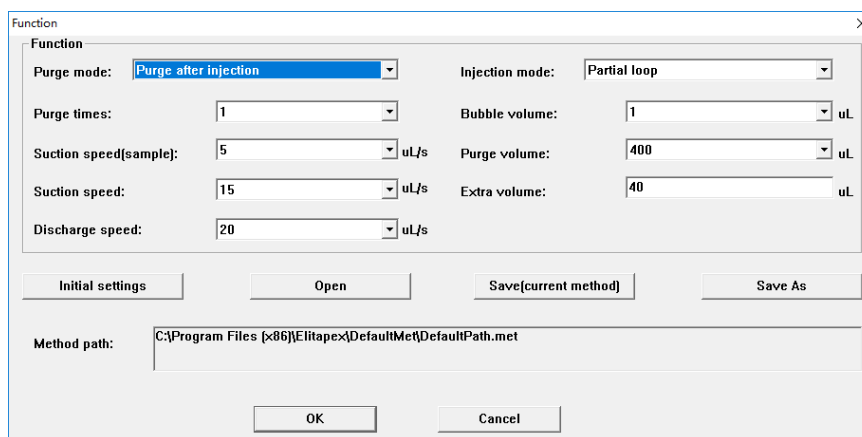 Function
Function
Purge mode: Purge after injection Injection mode: Partial loop
Purge times: 1 Bubble volume: 1 uL
Suction speed(sample): 5 uL/s Purge volume: 400 uL
Suction speed: 15 uL/s Extra volume: 40 uL
Discharge speed: 20 uL/s
Initial settings Open Save(current method) Save As
Method path: C:\Program Files (x86)\Elitapex\DefaultMet\DefaultPath.met
OK Cancel